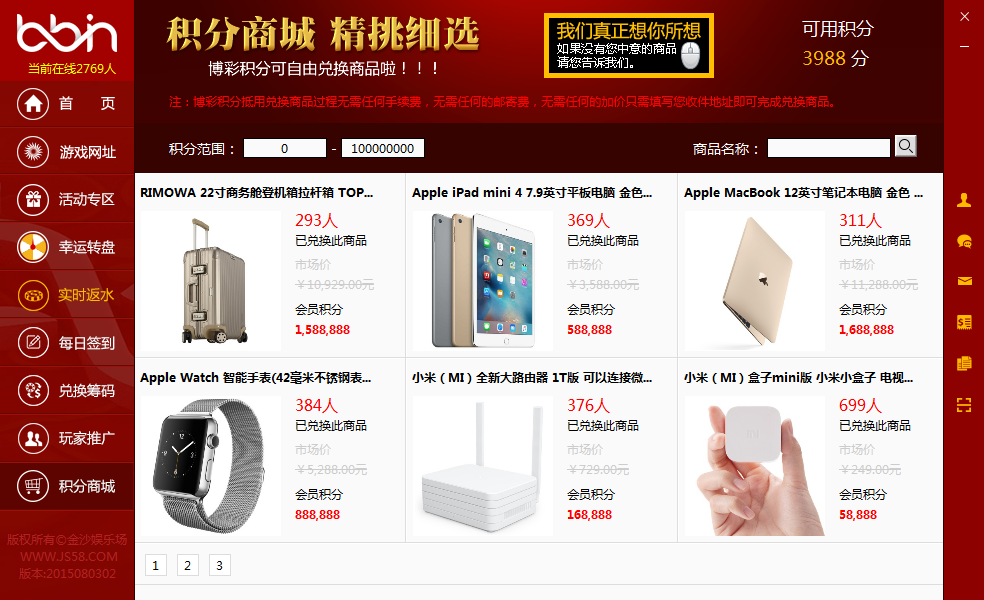 bbin
当前在线2769人
首 页
游戏网址
活动专区
幸运转盘
实时返水
每日签到
兑换筹码
玩家推广
积分商城
版权所有©金沙娱乐场
WWW.JS58.COM
版本:2015080302
积分商城 精挑细选
博彩积分可自由兑换商品啦！！！
我们真正想你所想
如果没有您中意的商品
请您告诉我们。
可用积分
3988 分
注：博彩积分抵用兑换商品过程无需任何手续费，无需任何的邮寄费，无需任何的加价只需填写您收件地址即可完成兑换商品。
积分范围： 0 - 100000000 商品名称：
RIMOWA 22寸商务舱登机箱拉杆箱 TOP...
293人
已兑换此商品
市场价
￥10,929.00元
会员积分
1,588,888
Apple iPad mini 4 7.9英寸平板电脑 金色...
369人
已兑换此商品
市场价
￥3,588.00元
会员积分
588,888
Apple MacBook 12英寸笔记本电脑 金色 ...
311人
已兑换此商品
市场价
￥11,288.00元
会员积分
1,688,888
Apple Watch 智能手表(42毫米不锈钢表...
384人
已兑换此商品
市场价
￥5,288.00元
会员积分
888,888
小米（MI）全新大路由器 1T版 可以连接微...
376人
已兑换此商品
市场价
￥729.00元
会员积分
168,888
小米（MI）盒子mini版 小米小盒子 电视...
699人
已兑换此商品
市场价
￥249.00元
会员积分
58,888
1 2 3